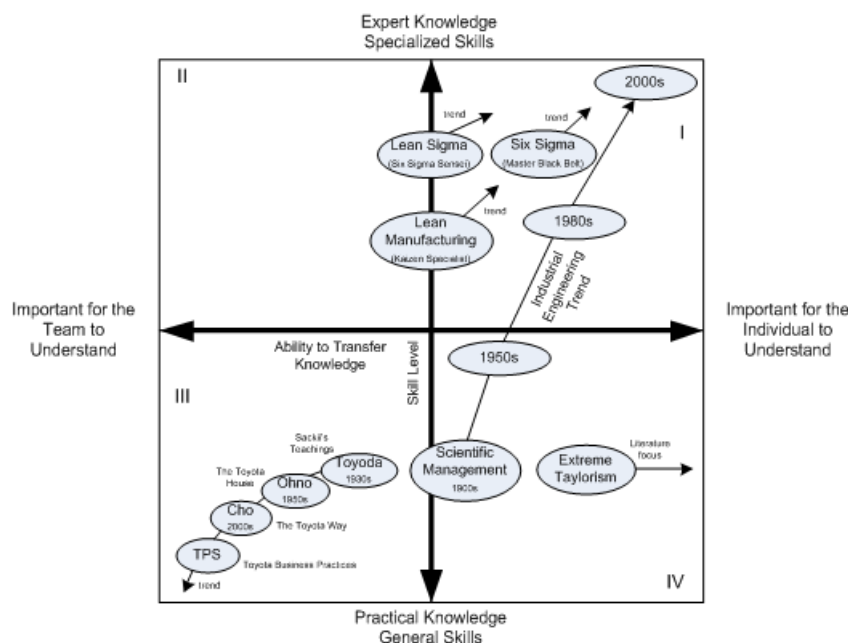 Expert Knowledge
Specialized Skills
II
2000s
I
trend
trend
Lean Sigma
(Six Sigma Sensei)
Six Sigma
(Master Black Belt)
trend
Lean
Manufacturing
(Kaizen Specialist)
1980s
Industrial
Engineering
Trend
Important for the
Team to
Understand
Important for the
Individual to
Understand
Ability to Transfer
Knowledge
Skill Level
1950s
III
Sackii's
Teachings
Toyoda
1930s
The Toyota
House
Ohno
1950s
Cho
2000s
The Toyota Way
TPS
Toyota Business Practices
trend
Scientific
Management
1900s
Extreme
Taylorism
Literature
focus
IV
Practical Knowledge
General Skills